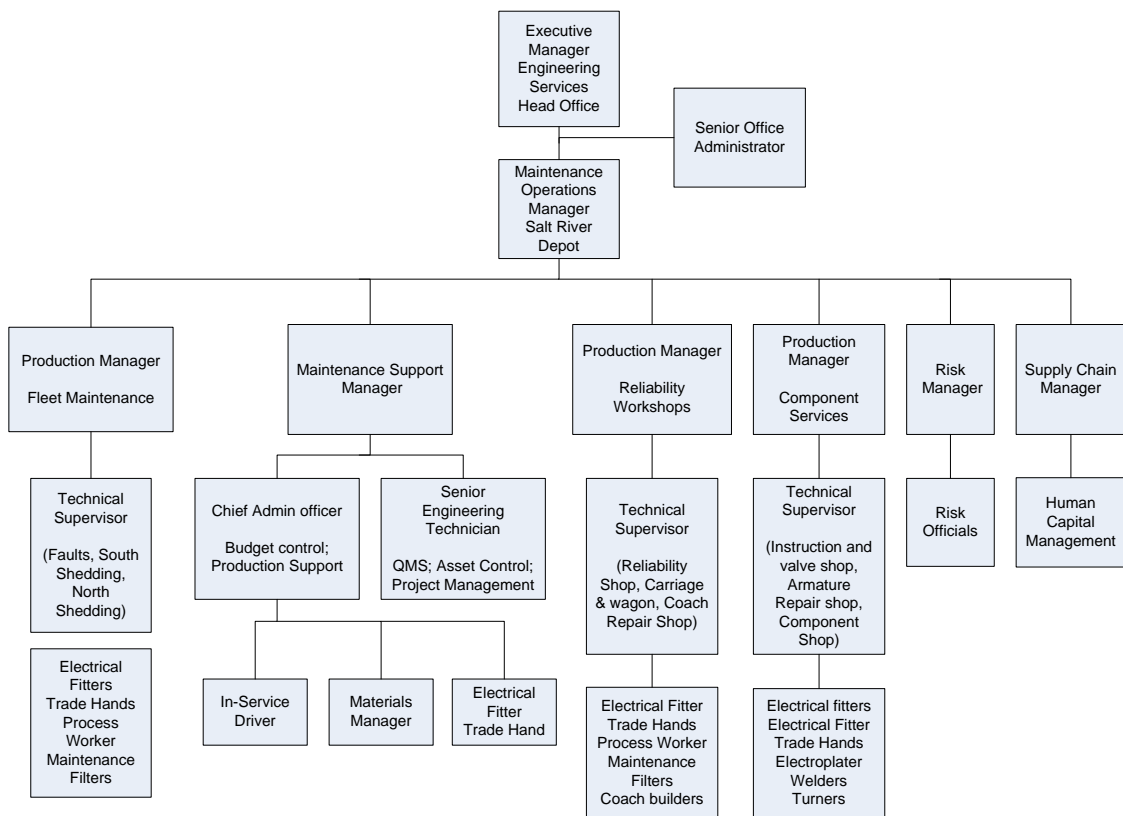 Executive
Manager
Engineering
Services
Head Office
Senior Office
Administrator
Maintenance
Operations
Manager
Salt River
Depot
Production Manager
Fleet Maintenance
Maintenance Support
Manager
Production Manager
Reliability
Workshops
Production
Manager
Component
Services
Risk
Manager
Supply Chain
Manager
Technical
Supervisor
(Faults, South
Shedding,
North
Shedding)
Chief Admin officer
Budget control;
Production Support
Senior
Engineering
Technician
QMS; Asset Control;
Project Management
Technical
Supervisor
(Reliability
Shop, Carriage
& wagon, Coach
Repair Shop)
Technical
Supervisor
(Instruction and
valve shop,
Armature
Repair shop,
Component
Shop)
Risk
Officials
Human
Capital
Management
Electrical
Fitters
Trade Hands
Process
Worker
Maintenance
Filters
In-Service
Driver
Materials
Manager
Electrical
Fitter
Trade Hand
Electrical Fitter
Trade Hands
Process Worker
Maintenance
Filters
Coach builders
Electrical fitters
Electrical Fitter
Trade Hands
Electroplater
Welders
Turners